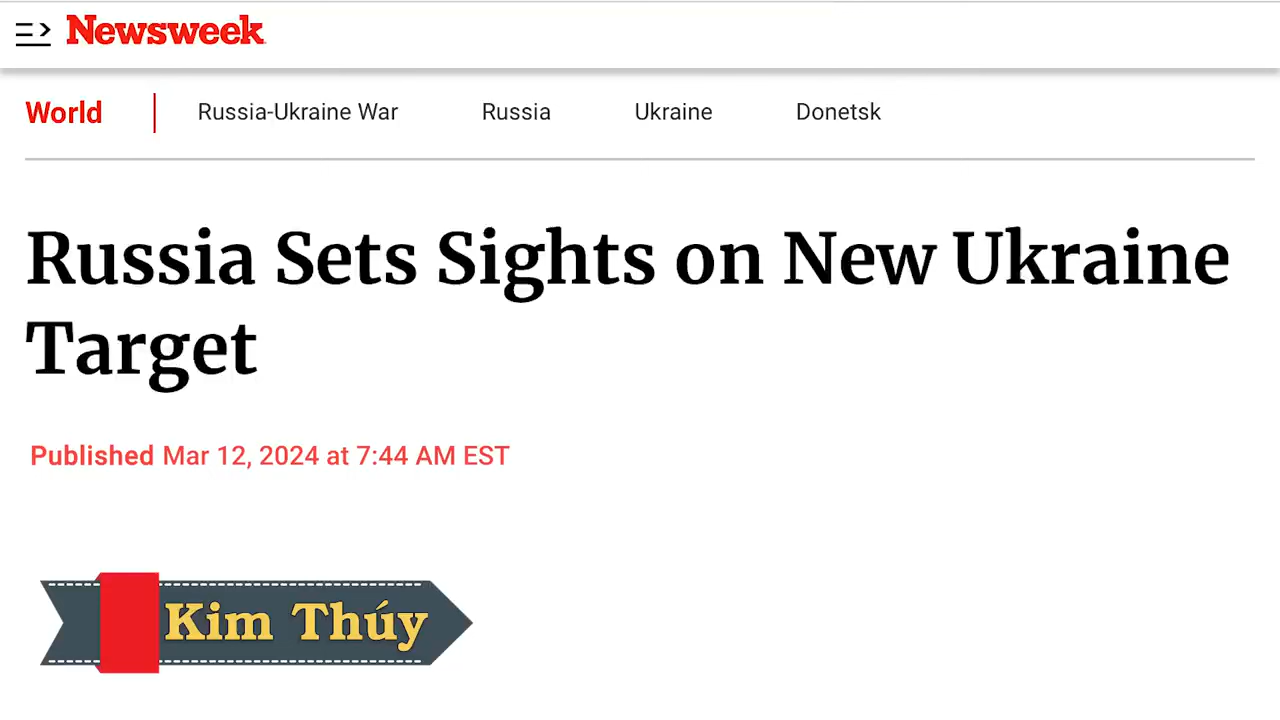 Newsweek
World
Russia-Ukraine War
Russia
Ukraine
Donetsk
Russia Sets Sights on New Ukraine
Target
Published Mar 12, 2024 at 7:44 AM EST
Kim Thúy